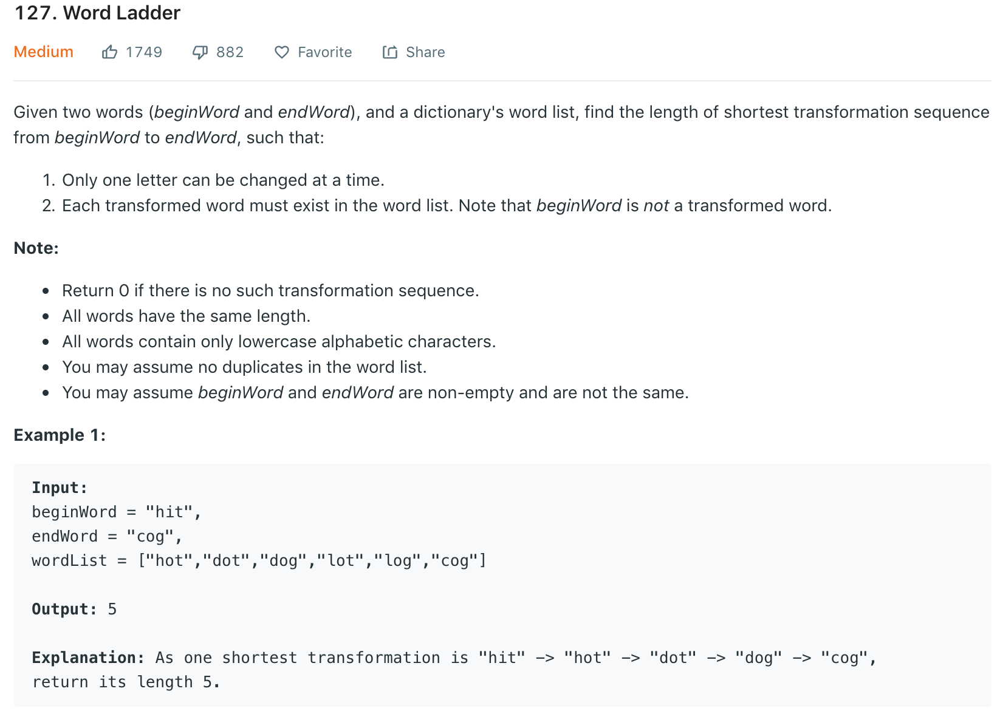 127. Word Ladder
Medium 1749 882 Favorite Share
Given two words (beginWord and endWord), and a dictionary's word list, find the length of shortest transformation sequence
from beginWord to endWord, such that:
1. Only one letter can be changed at a time.
2. Each transformed word must exist in the word list. Note that beginWord is not a transformed word.
Note:
• Return 0 if there is no such transformation sequence.
• All words have the same length.
• All words contain only lowercase alphabetic characters.
• You may assume no duplicates in the word list.
• You may assume beginWord and endWord are non-empty and are not the same.
Example 1:
Input:
beginWord = "hit",
endWord = "cog",
wordList = ["hot","dot","dog","lot","log","cog"]
Output: 5
Explanation: As one shortest transformation is "hit" -> "hot" -> "dot" -> "dog" -> "cog",
return its length 5.